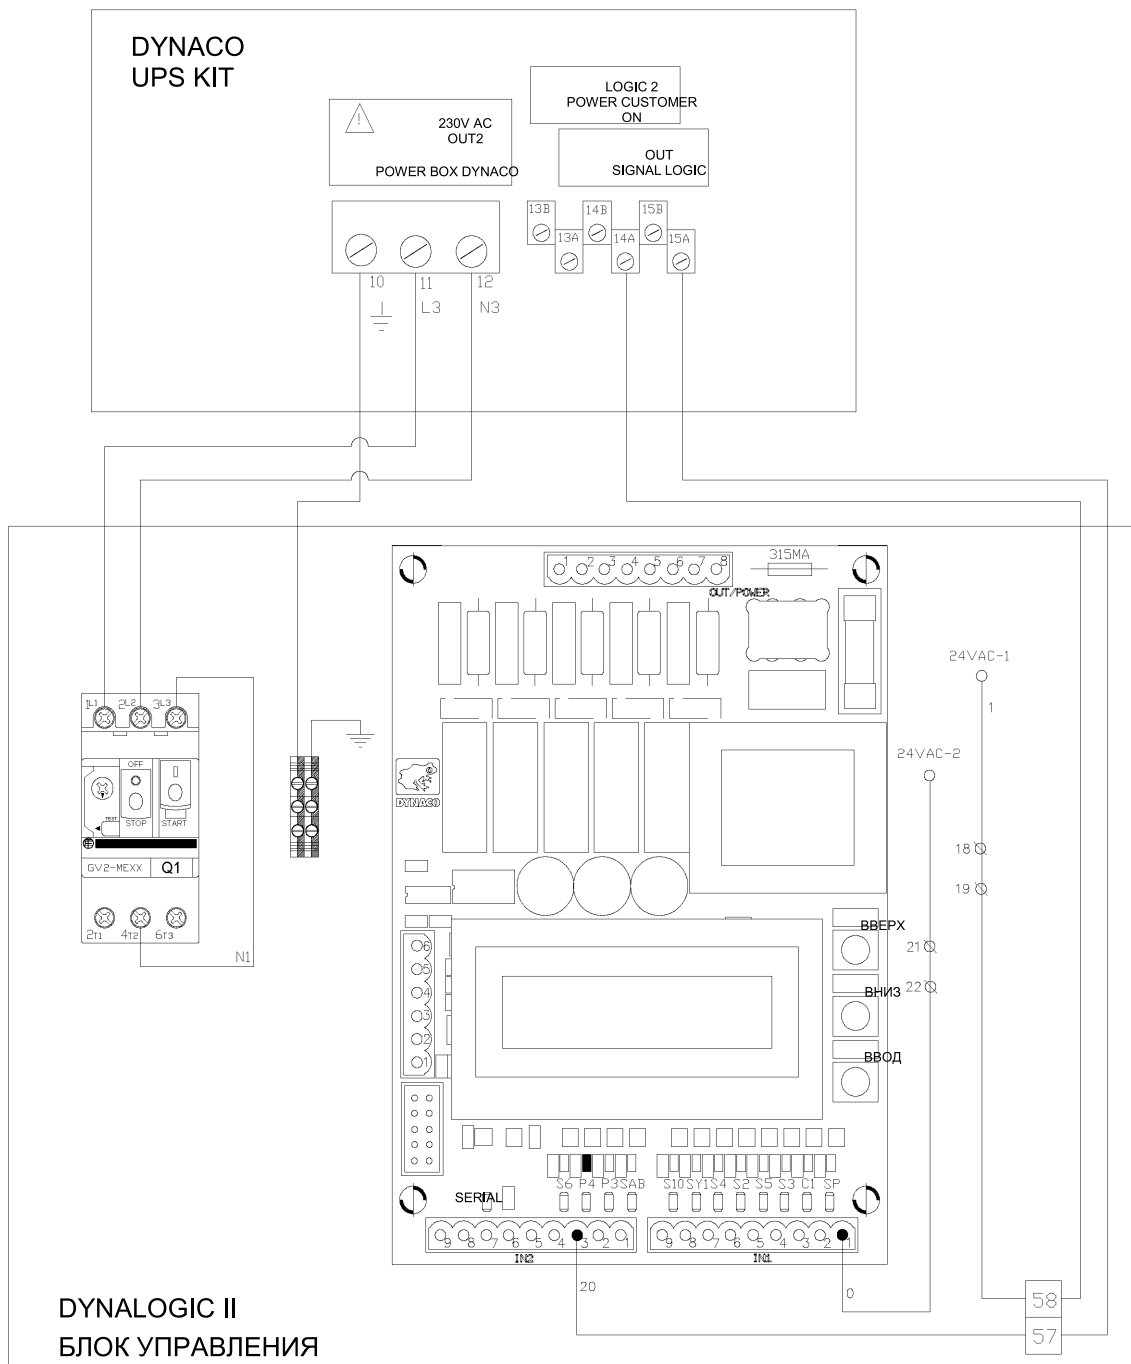 DYNACO
UPS KIT
LOGIC 2
POWER CUSTOMER
ON
230V AC
OUT2
POWER BOX DYNACO
OUT
SIGNAL LOGIC
13B
14B
15B
13A
14A
15A
10
11
12
L3
N3
315MA
1 2 3 4 5 6 7 8
OUT/POWER
24VAC-1
1
24VAC-2
1L1
2L2
3L3
OFF
TEST
STOP
START
GV2-MEXX
Q1
2T1
4T2
6T3
N1
DYNACO
18
19
21
22
ВВЕРХ
ВНИЗ
ВВОД
6
5
4
3
2
1
S6 P4 P3 SAB
S10 SY1 S4 S2 S5 S3 C1 SP
SERIAL
9 8 7 6 5 4 3 2 1
IN2
9 8 7 6 5 4 3 2 1
IN1
20
0
58
57
DYNALOGIC II
БЛОК УПРАВЛЕНИЯ